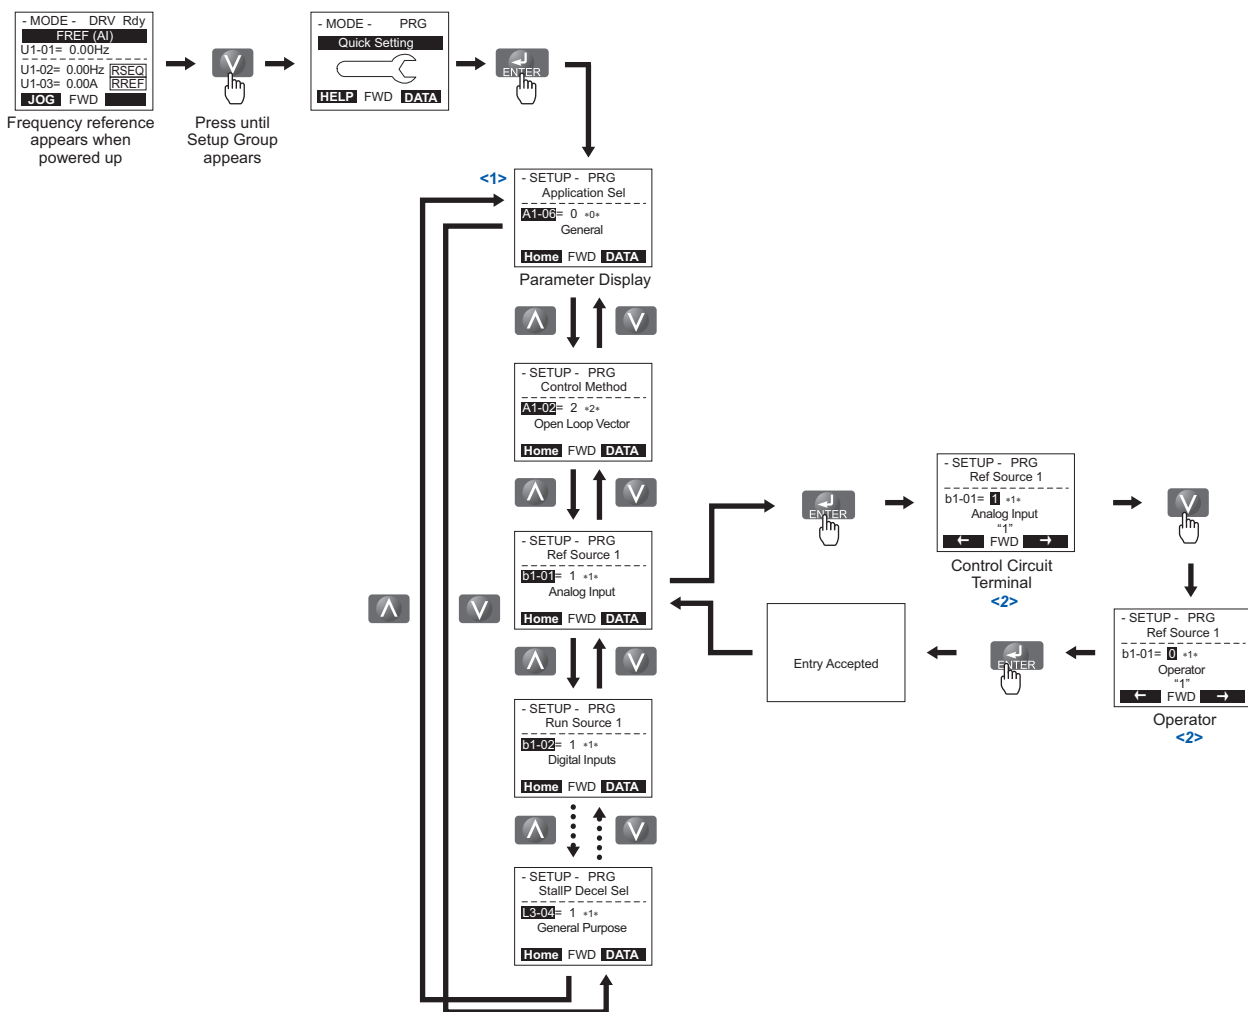 - MODE -   DRV Rdy
FREF (AI)
U1-01= 0.00Hz
U1-02= 0.00Hz RSEQ
U1-03= 0.00A RREF
JOG FWD
Frequency reference
appears when
powered up
Press until
Setup Group
appears
- MODE -   PRG
Quick Setting
HELP FWD DATA
ENTER
<1>
- SETUP - PRG
Application Sel
A1-06= 0 *0*
General
Home FWD DATA
Parameter Display
- SETUP - PRG
Control Method
A1-02= 2 *2*
Open Loop Vector
Home FWD DATA
- SETUP - PRG
Ref Source 1
b1-01= 1 *1*
Analog Input
Home FWD DATA
- SETUP - PRG
Run Source 1
b1-02= 1 *1*
Digital Inputs
Home FWD DATA
- SETUP - PRG
StallP Decel Sel
L3-04= 1 *1*
General Purpose
Home FWD DATA
ENTER
- SETUP - PRG
Ref Source 1
b1-01= 1 *1*
Analog Input
“1”
← FWD →
Control Circuit
Terminal
<2>
- SETUP - PRG
Ref Source 1
b1-01= 0 *1*
Operator
“1”
← FWD →
Operator
<2>
ENTER
Entry Accepted